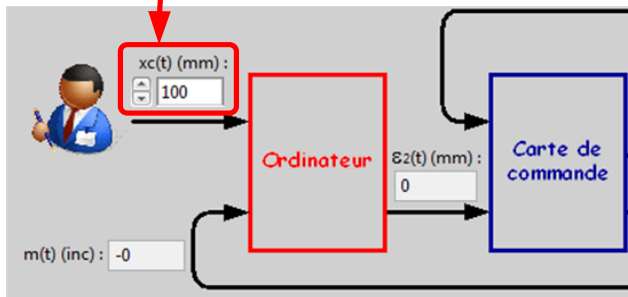 xc(t) (mm) :
100
Ordinateur
ε2(t) (mm) :
0
Carte de
commande
m(t) (inc) : -0